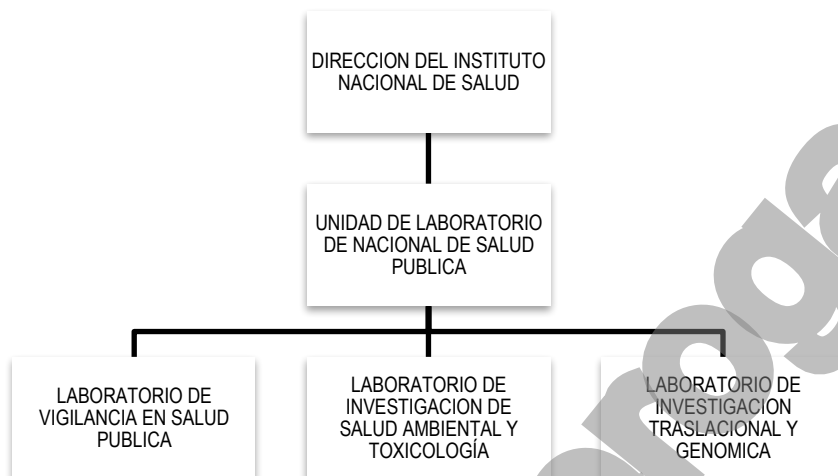 DIRECCION DEL INSTITUTO
NACIONAL DE SALUD
UNIDAD DE LABORATORIO
DE NACIONAL DE SALUD
PUBLICA
LABORATORIO DE
VIGILANCIA EN SALUD
PUBLICA
LABORATORIO DE
INVESTIGACION DE
SALUD AMBIENTAL Y
TOXICOLOGÍA
LABORATORIO DE
INVESTIGACION
TRASLACIONAL Y
GENOMICA